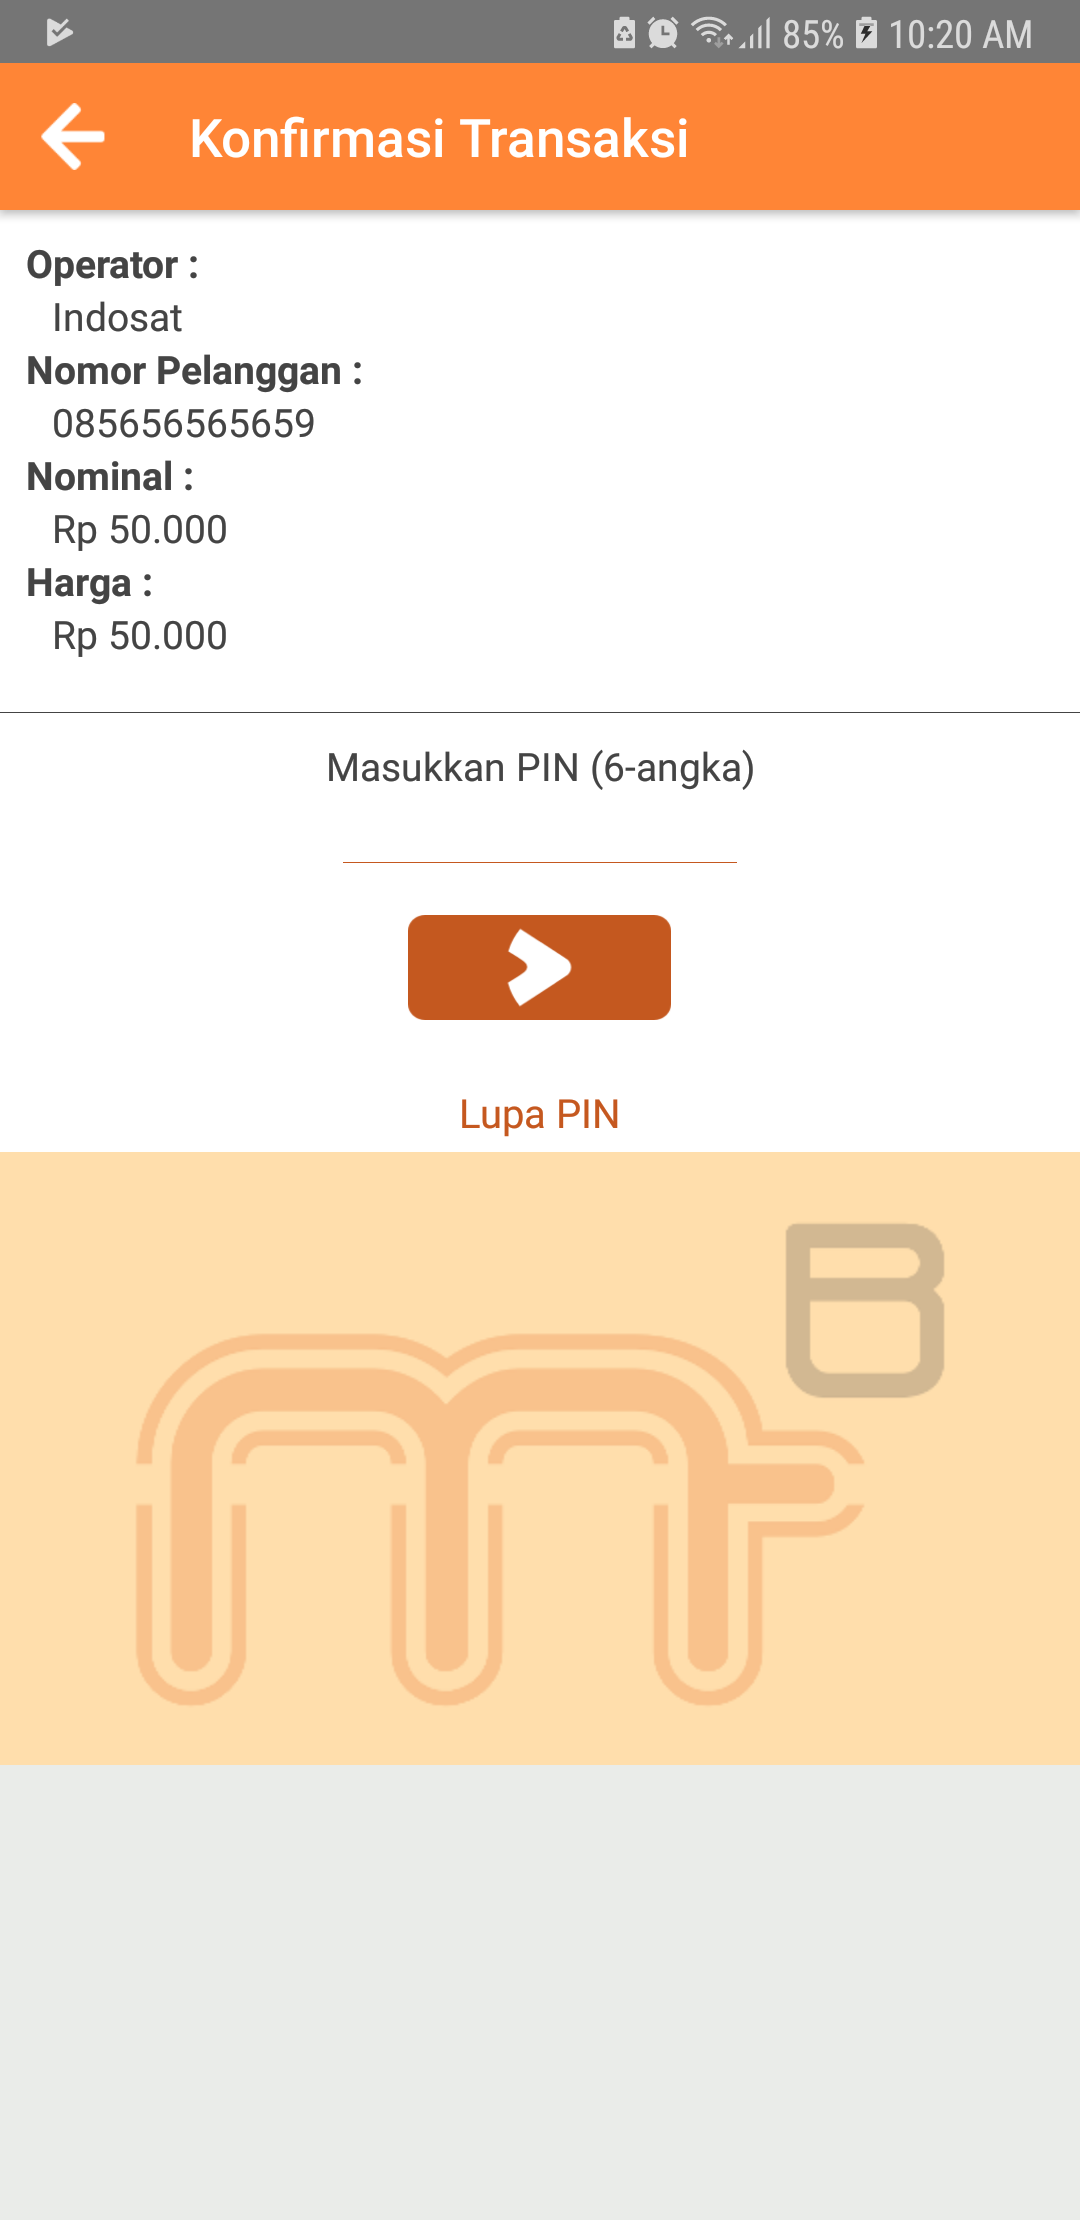 85% 10:20 AM
Konfirmasi Transaksi
Operator :
Indosat
Nomor Pelanggan :
085656565659
Nominal :
Rp 50.000
Harga :
Rp 50.000
Masukkan PIN (6-angka)
Lupa PIN
m B